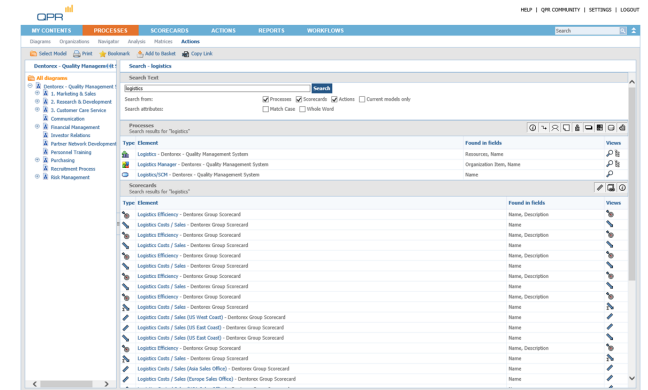 QPR
HELP | QPR COMMUNITY | SETTINGS | LOGOUT
MY CONTENTS PROCESSES SCORECARDS ACTIONS REPORTS WORKFLOWS Search
Diagrams Organizations Navigator Analysis Matrices Actions
Select Model Print Bookmark Add to Basket Copy Link
Dentorex - Quality Management S
Search - logistics
All diagrams
Dentorex - Quality Management S
1. Marketing & Sales
2. Research & Development
3. Customer Care Service
Communication
Financial Management
Investor Relations
Partner Network Development
Personnel Training
Purchasing
Recruitment Process
Risk Management
Search Text
logistics Search
Search from: Processes Scorecards Actions Current models only
Search attributes: Match Case Whole Word
Processes
Search results for "logistics"
Type Element Found in fields Views
Logistics - Dentorex - Quality Management System Resources, Name
Logistics Manager - Dentorex - Quality Management System Organization Item, Name
Logistics/SCM - Dentorex - Quality Management System Name
Scorecards
Search results for "logistics"
Type Element Found in fields Views
Logistics Efficiency - Dentorex Group Scorecard Name, Description
Logistics Costs / Sales - Dentorex Group Scorecard Name
Logistics Costs / Sales - Dentorex Group Scorecard Name
Logistics Efficiency - Dentorex Group Scorecard Name, Description
Logistics Costs / Sales - Dentorex Group Scorecard Name
Logistics Efficiency - Dentorex Group Scorecard Name, Description
Logistics Costs / Sales - Dentorex Group Scorecard Name
Logistics Efficiency - Dentorex Group Scorecard Name, Description
Logistics Costs / Sales - Dentorex Group Scorecard Name
Logistics Costs / Sales (US West Coast) - Dentorex Group Scorecard Name
Logistics Costs / Sales (US East Coast) - Dentorex Group Scorecard Name
Logistics Costs / Sales (US East Coast) - Dentorex Group Scorecard Name
Logistics Efficiency - Dentorex Group Scorecard Name, Description
Logistics Costs / Sales - Dentorex Group Scorecard Name
Logistics Costs / Sales (Asia Sales Office) - Dentorex Group Scorecard Name
Logistics Costs / Sales (Europe Sales Office) - Dentorex Group Scorecard Name